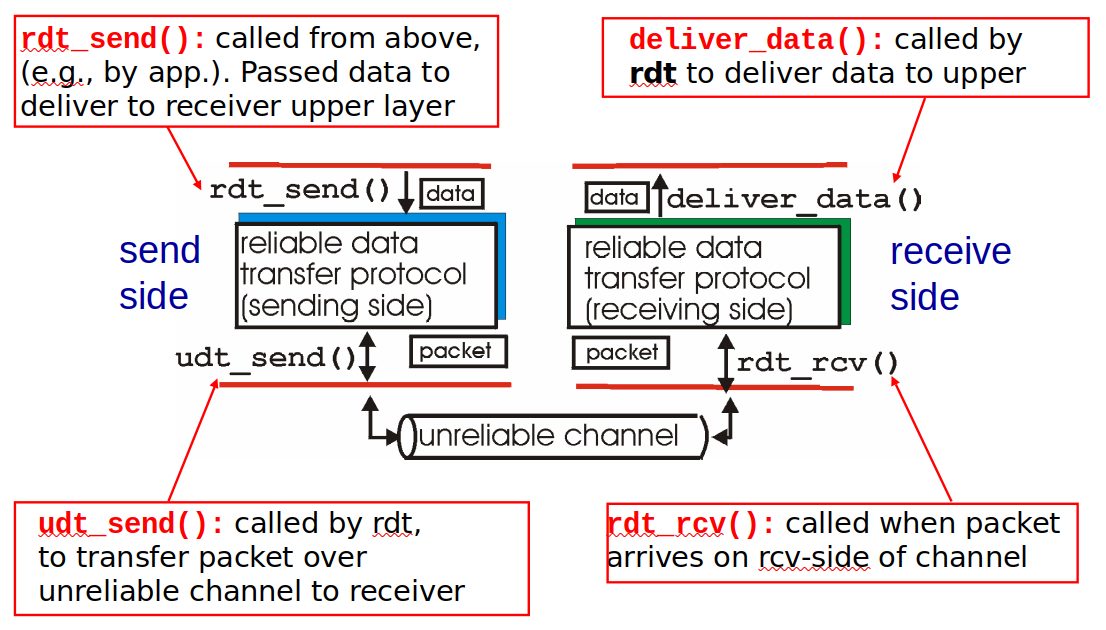 rdt_send(): called from above,
(e.g., by app.). Passed data to
deliver to receiver upper layer
deliver_data(): called by
rdt to deliver data to upper
rdt_send()
data
data
deliver_data()
send
side
reliable data
transfer protocol
(sending side)
reliable data
transfer protocol
(receiving side)
receive
side
udt_send()
packet
packet
rdt_rcv()
unreliable channel
udt_send(): called by rdt,
to transfer packet over
unreliable channel to receiver
rdt_rcv(): called when packet
arrives on rcv-side of channel